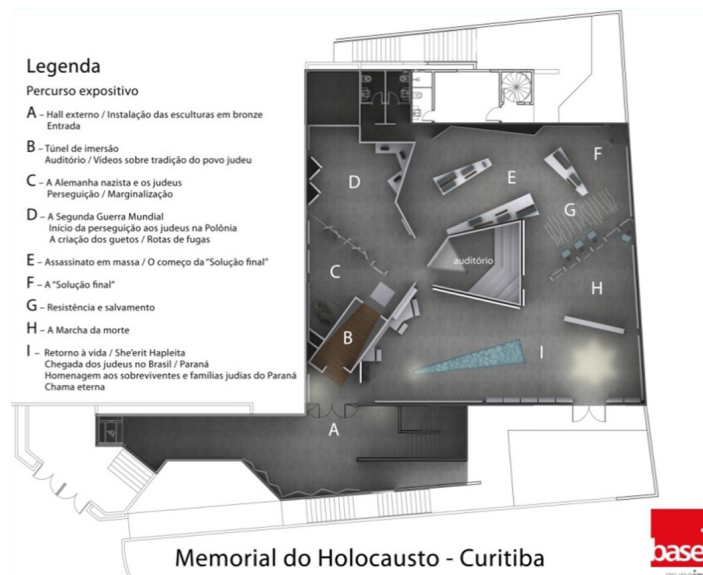 Legenda
Percurso expositivo
A – Hall externo / Instalação das esculturas em bronze
Entrada
B – Túnel de imersão
Auditório / Vídeos sobre tradição do povo judeu
C – A Alemanha nazista e os judeus
Perseguição / Marginalização
D – A Segunda Guerra Mundial
Início da perseguição aos judeus na Polônia
A criação dos guetos / Rotas de fugas
E – Assassinato em massa / O começo da “Solução final”
F – A “Solução final”
G – Resistência e salvamento
H – A Marcha da morte
I – Retorno à vida / She'erit Hapleita
Chegada dos judeus no Brasil / Paraná
Homenagem aos sobreviventes e famílias judias do Paraná
Chama eterna
F
E
D
G
auditório
C
H
B
I
A
Memorial do Holocausto - Curitiba
base